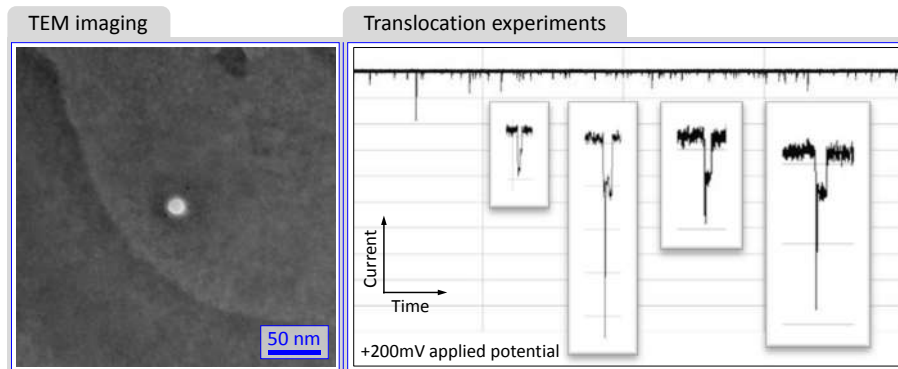 TEM imaging
Translocation experiments
50 nm
Current
Time
+200mV applied potential